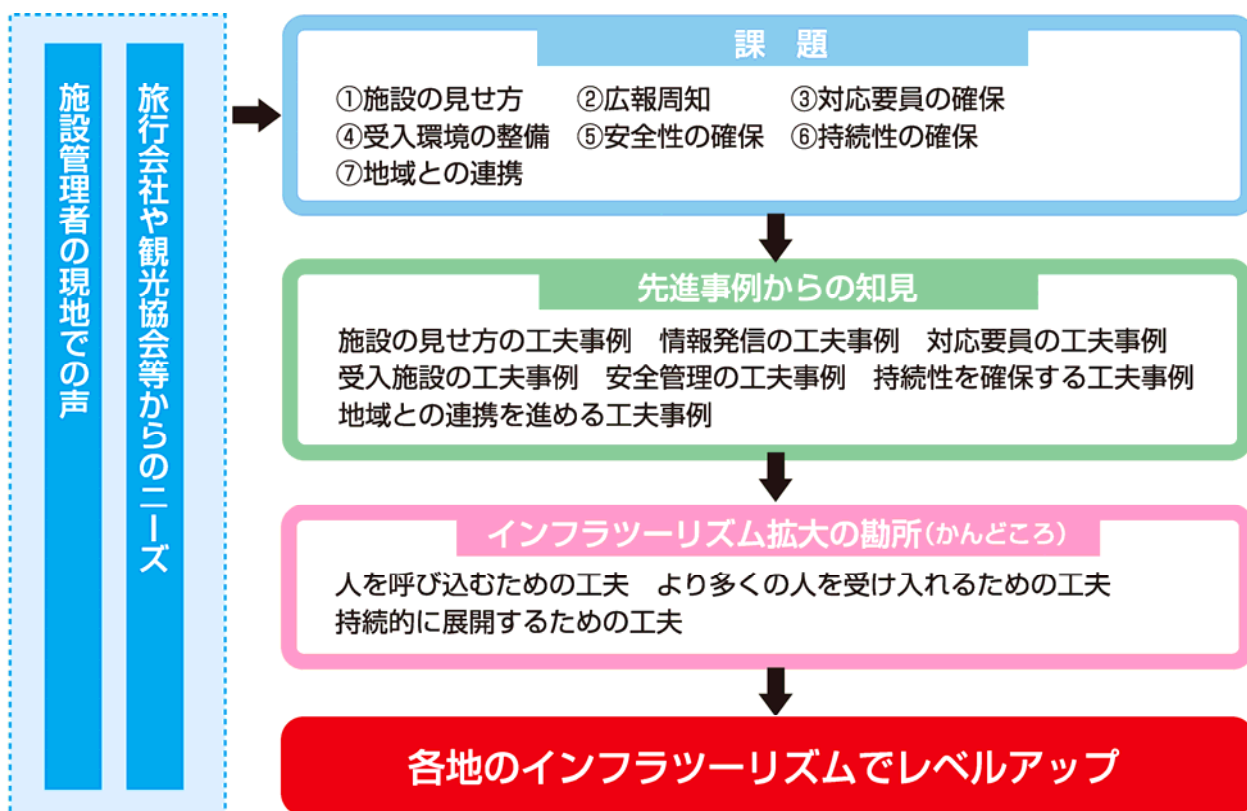 旅行会社や観光協会等からのニーズ
施設管理者の現地での声
課 題
①施設の見せ方 ②広報周知 ③対応要員の確保
④受入環境の整備 ⑤安全性の確保 ⑥持続性の確保
⑦地域との連携
先進事例からの知見
施設の見せ方の工夫事例 情報発信の工夫事例 対応要員の工夫事例
受入施設の工夫事例 安全管理の工夫事例 持続性を確保する工夫事例
地域との連携を進める工夫事例
インフラツーリズム拡大の勘所(かんどころ)
人を呼び込むための工夫 より多くの人を受け入れるための工夫
持続的に展開するための工夫
各地のインフラツーリズムでレベルアップ